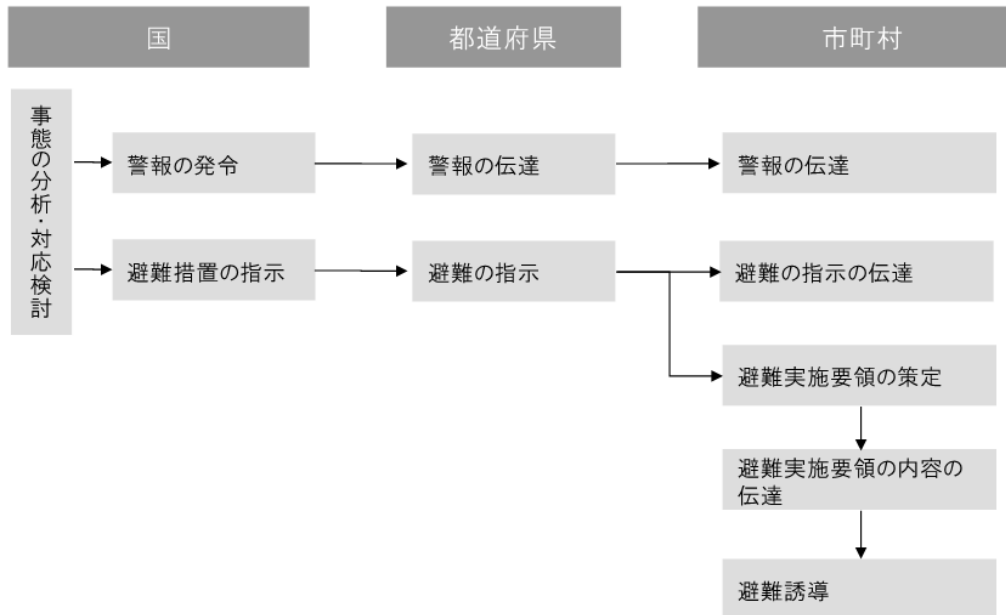 国
都道府県
市町村
事態の分析・対応検討
警報の発令
警報の伝達
警報の伝達
避難措置の指示
避難の指示
避難の指示の伝達
避難実施要領の策定
避難実施要領の内容の
伝達
避難誘導